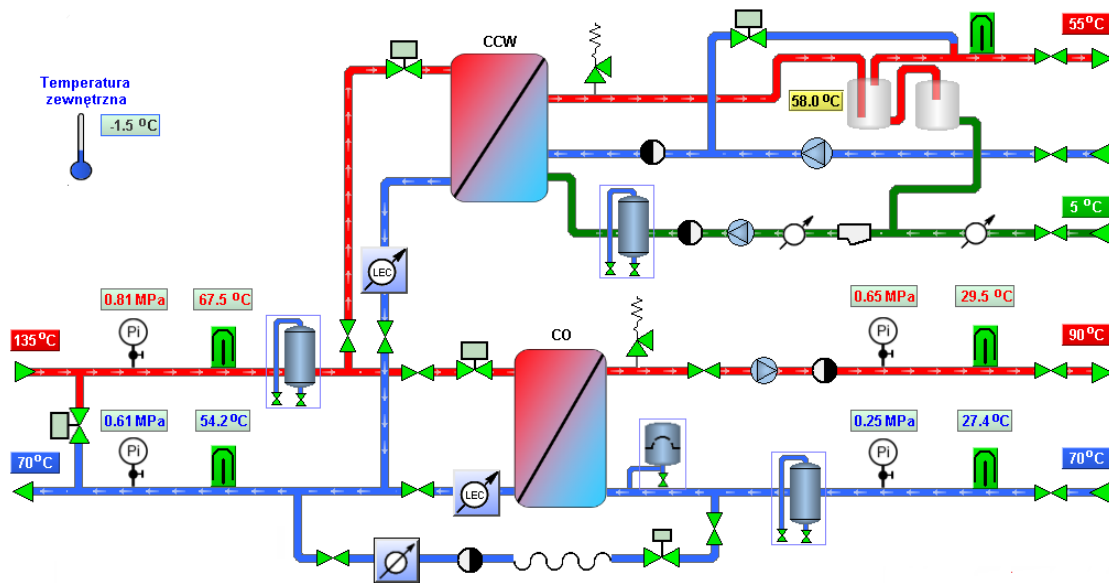 CCW
55°C
Temperatura
zewnętrzna
-1.5 °C
58.0 °C
5 °C
LEC
0.81 MPa
67.5 °C
0.65 MPa
29.5 °C
CO
135°C
Pi
Pi
90°C
0.61 MPa
54.2 °C
0.25 MPa
27.4 °C
70°C
Pi
Pi
70°C
LEC